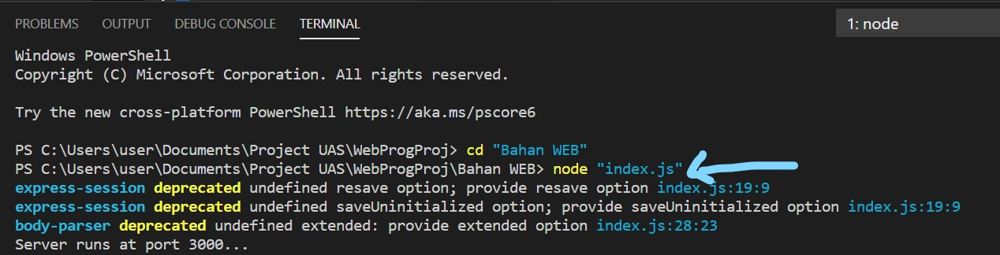 PROBLEMS OUTPUT DEBUG CONSOLE TERMINAL 1: node
Windows PowerShell
Copyright (C) Microsoft Corporation. All rights reserved.
Try the new cross-platform PowerShell https://aka.ms/pscore6
PS C:\Users\user\Documents\Project UAS\WebProgProj> cd "Bahan WEB"
PS C:\Users\user\Documents\Project UAS\WebProgProj\Bahan WEB> node "index.js"
express-session deprecated undefined resave option; provide resave option index.js:19:9
express-session deprecated undefined saveUninitialized option; provide saveUninitialized option index.js:19:9
body-parser deprecated undefined extended: provide extended option index.js:28:23
Server runs at port 3000...